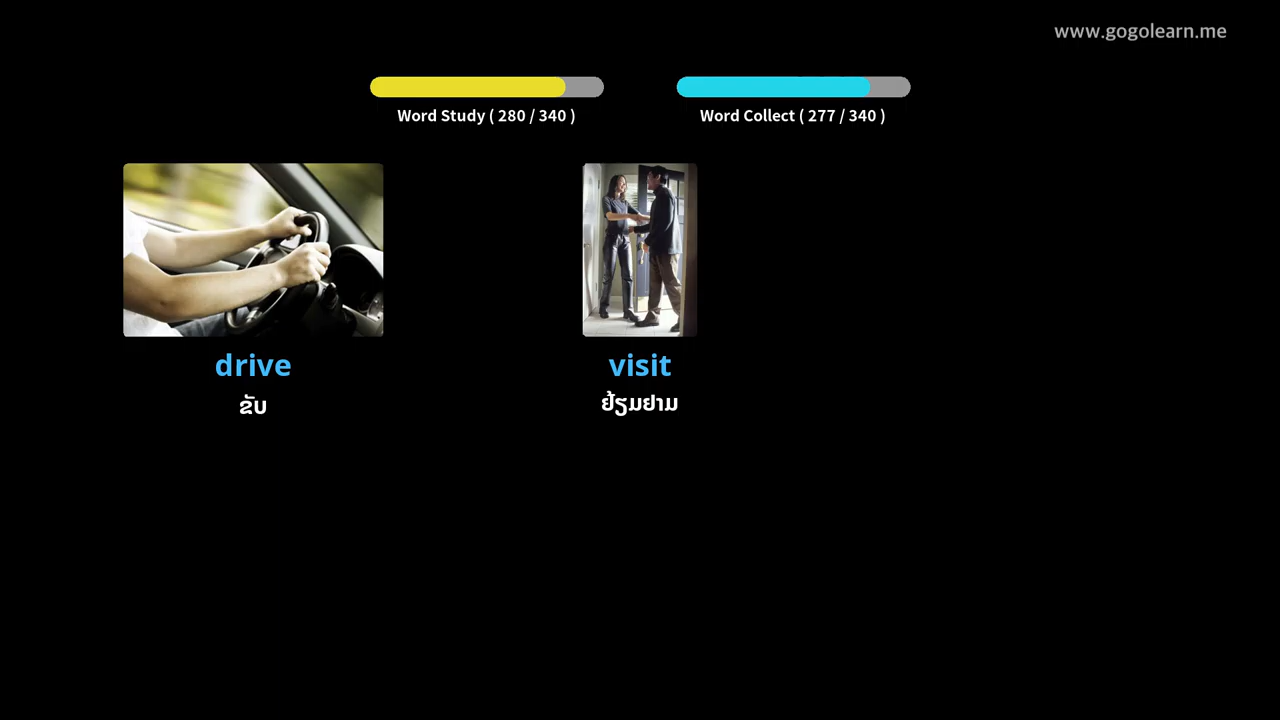 www.gogolearn.me
Word Study ( 280 / 340 )
Word Collect ( 277 / 340 )
drive
ຂັບ
visit
ຢ້ຽມຢາມ